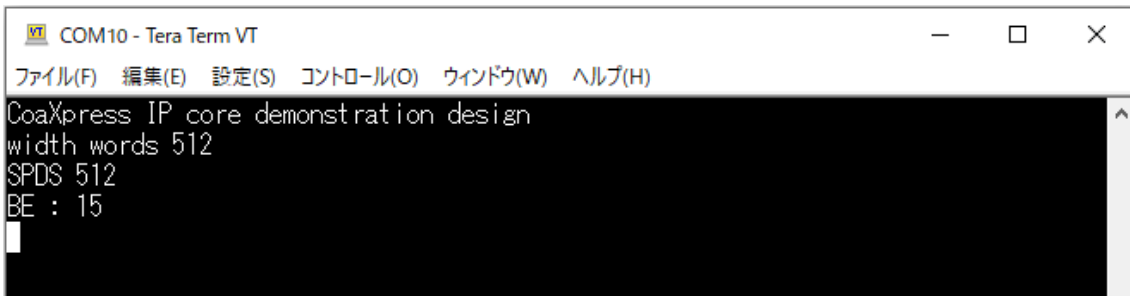 COM10 - Tera Term VT
ファイル(F) 編集(E) 設定(S) コントロール(O) ウィンドウ(W) ヘルプ(H)
CoaXpress IP core demonstration design
width words 512
SPDS 512
BE : 15